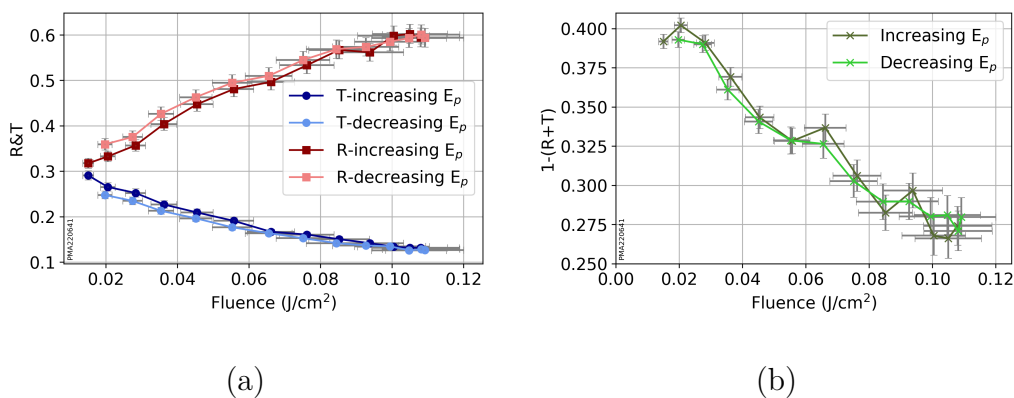 0.6
0.5
0.4
0.3
0.2
0.1
R&T
T-increasing E_p
T-decreasing E_p
R-increasing E_p
R-decreasing E_p
PMA220641
0.02 0.04 0.06 0.08 0.10 0.12
Fluence (J/cm²)
(a)
0.400
0.375
0.350
0.325
0.300
0.275
0.250
1-(R+T)
Increasing E_p
Decreasing E_p
PMA220641
0.00 0.02 0.04 0.06 0.08 0.10 0.12
Fluence (J/cm²)
(b)